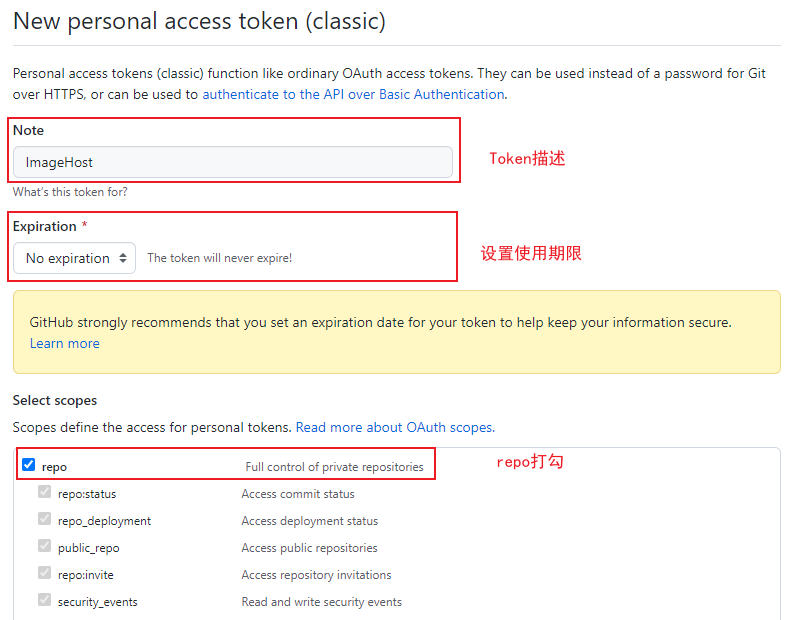 New personal access token (classic)
Personal access tokens (classic) function like ordinary OAuth access tokens. They can be used instead of a password for Git
over HTTPS, or can be used to authenticate to the API over Basic Authentication.
Note
ImageHost
Token描述
What's this token for?
Expiration *
No expiration The token will never expire!
设置使用期限
GitHub strongly recommends that you set an expiration date for your token to help keep your information secure.
Learn more
Select scopes
Scopes define the access for personal tokens. Read more about OAuth scopes.
repo Full control of private repositories
repo打勾
repo:status Access commit status
repo_deployment Access deployment status
public_repo Access public repositories
repo:invite Access repository invitations
security_events Read and write security events